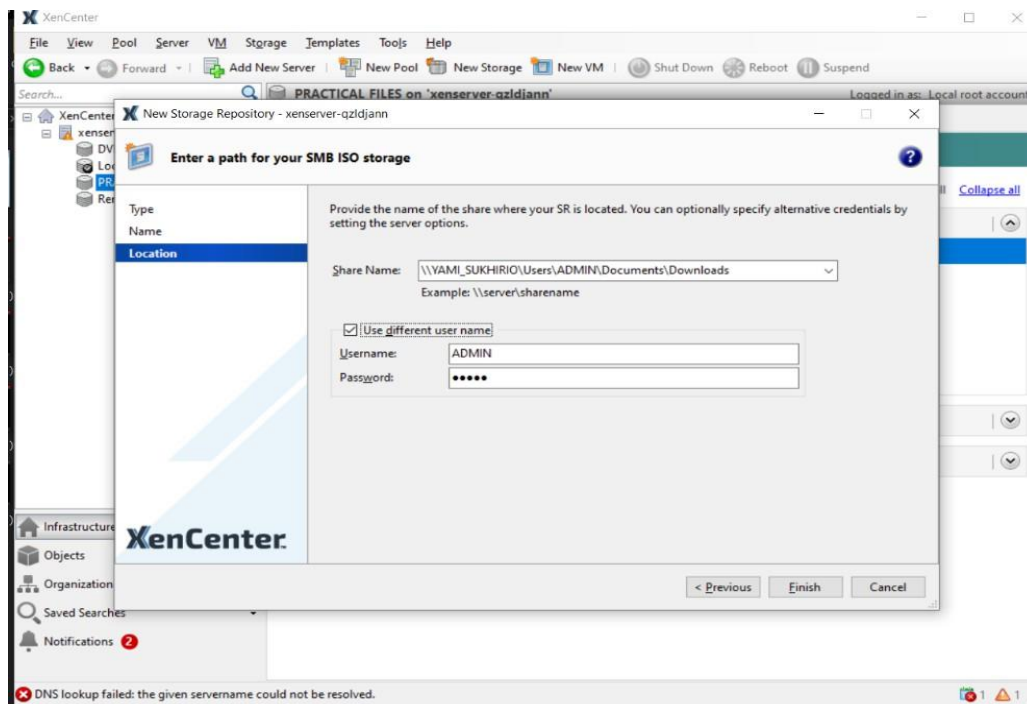 XenCenter
File View Pool Server VM Storage Templates Tools Help
Back Forward Add New Server New Pool New Storage New VM Shut Down Reboot Suspend
Search... PRACTICAL FILES on 'xenserver-qzldjann' Logged in as: Local root account
XenCenter
xenser
DV
Loc
PRA
Re
Collapse all
New Storage Repository - xenserver-qzldjann
Enter a path for your SMB ISO storage
?
Type
Name
Location
Provide the name of the share where your SR is located. You can optionally specify alternative credentials by
setting the server options.
Share Name: \\YAMI_SUKHIRIO\Users\ADMIN\Documents\Downloads
Example: \\server\sharename
Use different user name
Username: ADMIN
Password: •••••
XenCenter
< Previous Finish Cancel
Infrastructure
Objects
Organization
Saved Searches
Notifications 2
DNS lookup failed: the given servername could not be resolved. 1 1